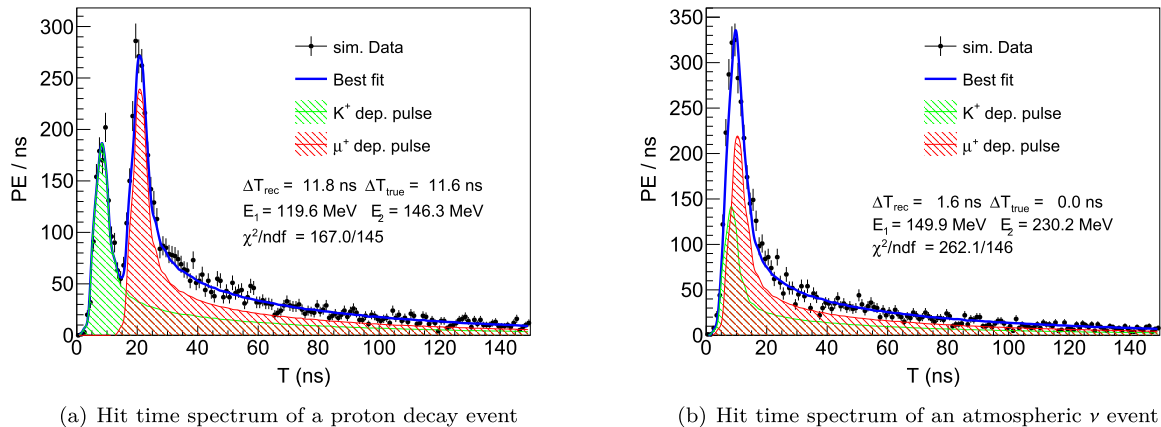 PE / ns
300
250
200
150
100
50
0
sim. Data
Best fit
K+ dep. pulse
μ+ dep. pulse
ΔTrec = 11.8 ns ΔTtrue = 11.6 ns
E1 = 119.6 MeV E2 = 146.3 MeV
χ2/ndf = 167.0/145
0 20 40 60 80 100 120 140
T (ns)
(a) Hit time spectrum of a proton decay event
PE / ns
350
300
250
200
150
100
50
0
sim. Data
Best fit
K+ dep. pulse
μ+ dep. pulse
ΔTrec = 1.6 ns ΔTtrue = 0.0 ns
E1 = 149.9 MeV E2 = 230.2 MeV
χ2/ndf = 262.1/146
0 20 40 60 80 100 120 140
T (ns)
(b) Hit time spectrum of an atmospheric ν event